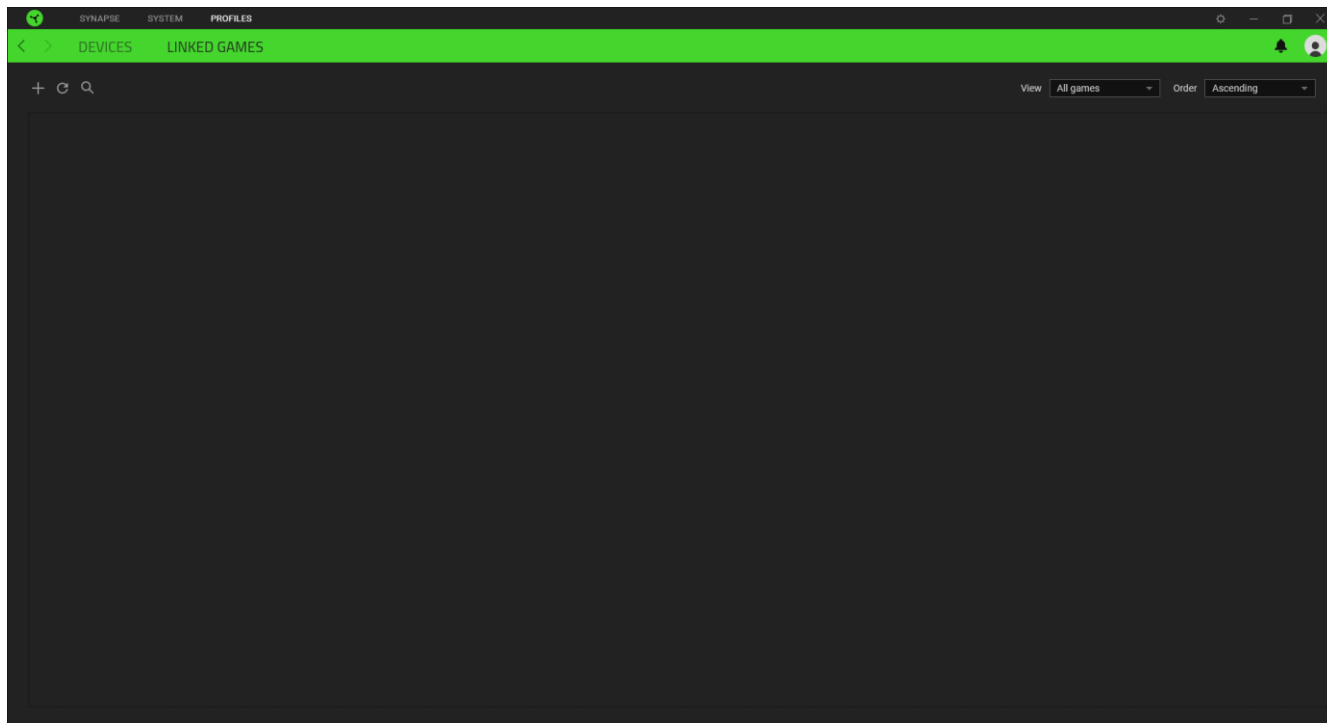 SYNAPSE SYSTEM PROFILES
DEVICES LINKED GAMES
View All games Order Ascending